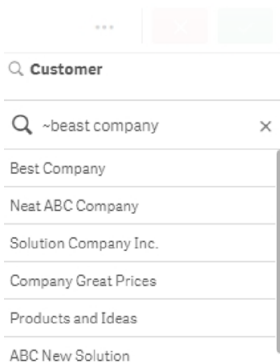 Customer
~beast company
Best Company
Neat ABC Company
Solution Company Inc.
Company Great Prices
Products and Ideas
ABC New Solution